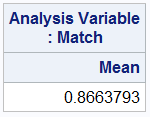 Analysis Variable
: Match
Mean
0.8663793